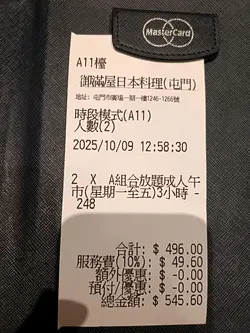 MasterCard
A11檯
御滿屋日本料理(屯門)
地址: 屯門市廣場一期一樓1246-1266號
時段模式(A11)
人數(2)
2025/10/09 12:58:30
2 X A組合放題成人午
市(星期一至五)3小時 -
248
合計: $ 496.00
服務費(10%): $ 49.60
額外優惠: $ -0.00
預付/優惠: $ -0.00
總金額: $ 545.60